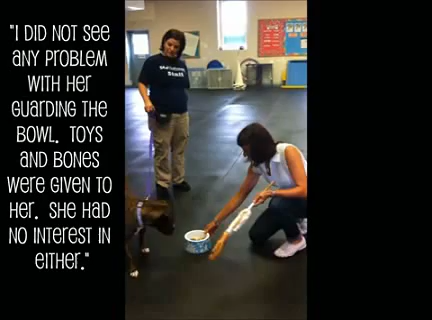 "I DID NOT SEE
ANY PROBLEM
WITH HER
GUARDING THE
BOWL. TOYS
AND BONES
WERE GIVEN TO
HER. SHE HAD
NO INTEREST IN
EITHER."
Staff